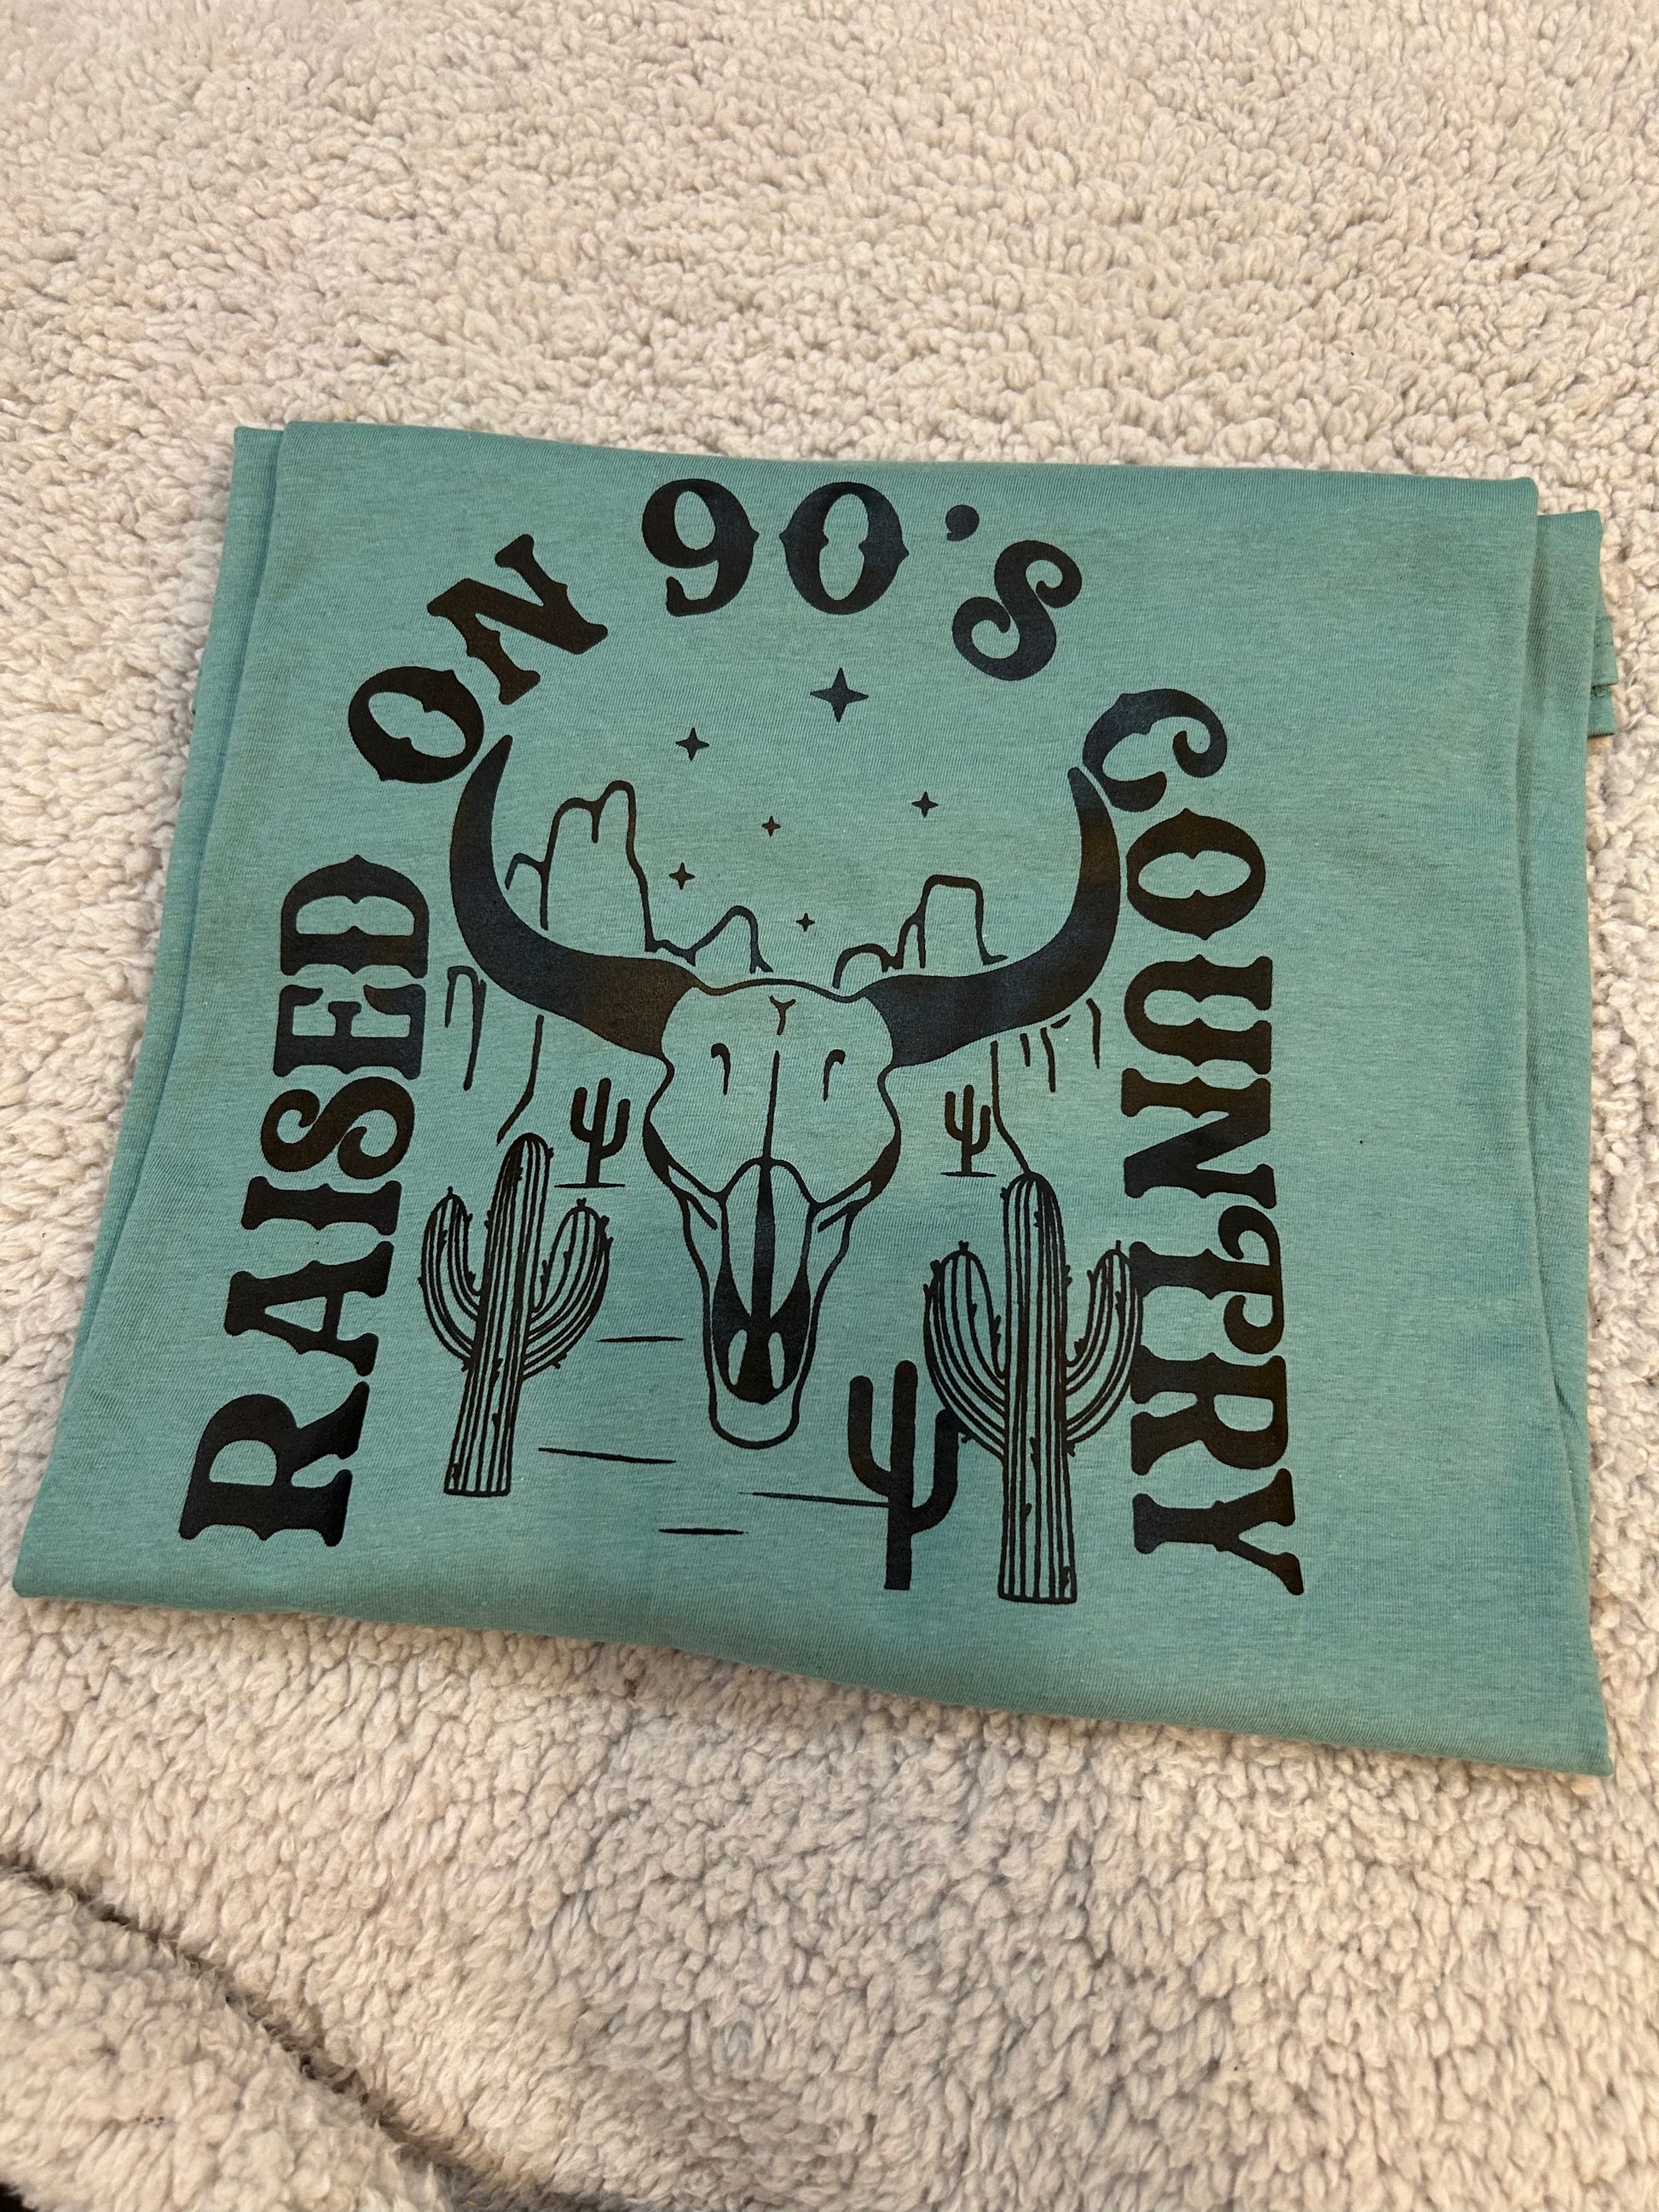 RAISED ON 90's COUNTRY